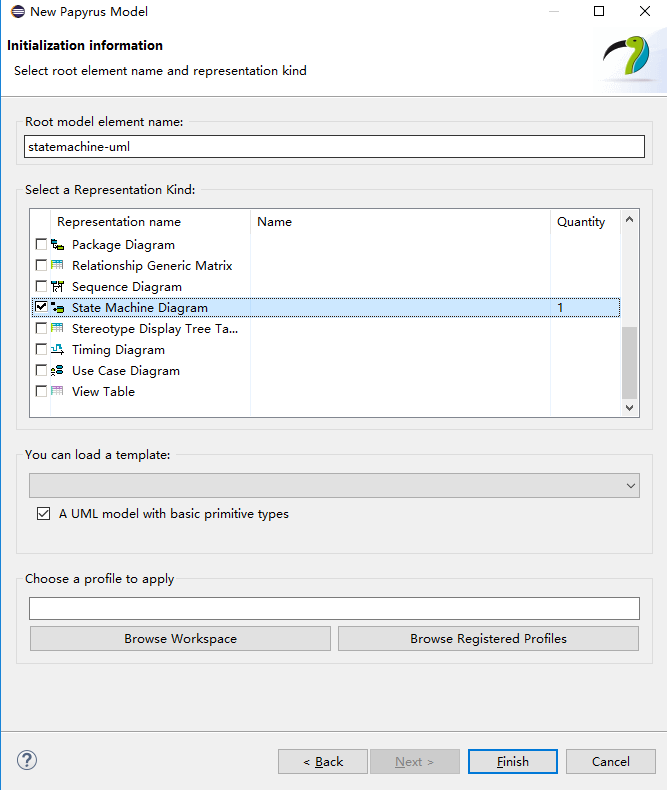 New Papyrus Model
Initialization information
Select root element name and representation kind
Root model element name:
statemachine-uml
Select a Representation Kind:
Representation name Name Quantity
Package Diagram
Relationship Generic Matrix
Sequence Diagram
State Machine Diagram 1
Stereotype Display Tree Ta...
Timing Diagram
Use Case Diagram
View Table
You can load a template:
A UML model with basic primitive types
Choose a profile to apply
Browse Workspace Browse Registered Profiles
? < Back Next > Finish Cancel